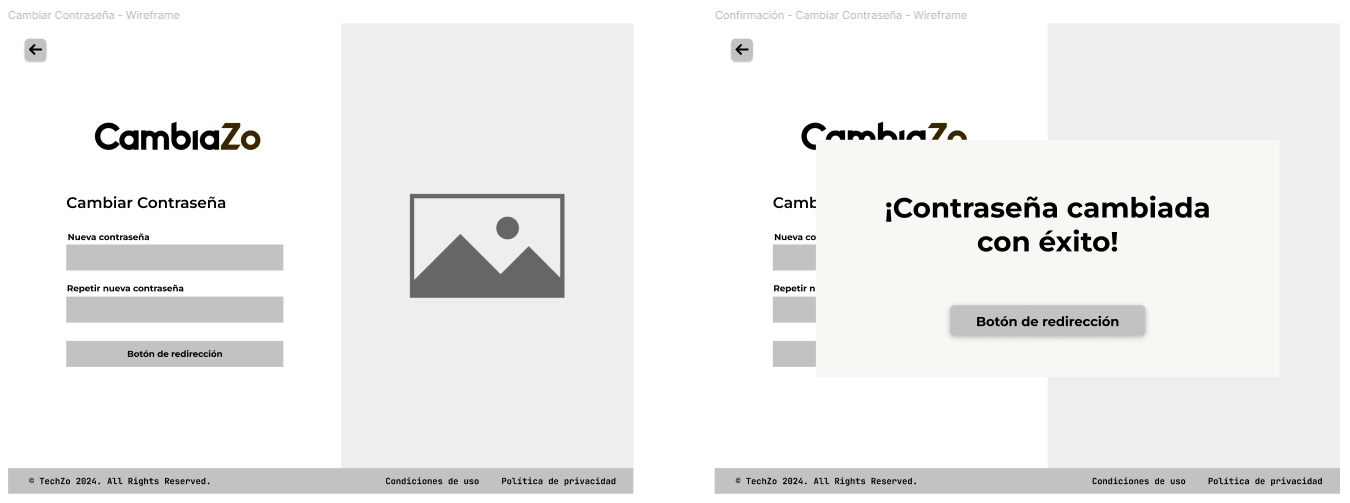 Cambiar Contraseña - Wireframe
CambiaZo
Cambiar Contraseña
Nueva contraseña
Repetir nueva contraseña
Botón de redirección
© TechZo 2024. All Rights Reserved.
Condiciones de uso
Política de privacidad
Confirmación - Cambiar Contraseña - Wireframe
CambiaZo
Camb
Nueva co
Repetir n
¡Contraseña cambiada
con éxito!
Botón de redirección
© TechZo 2024. All Rights Reserved.
Condiciones de uso
Política de privacidad